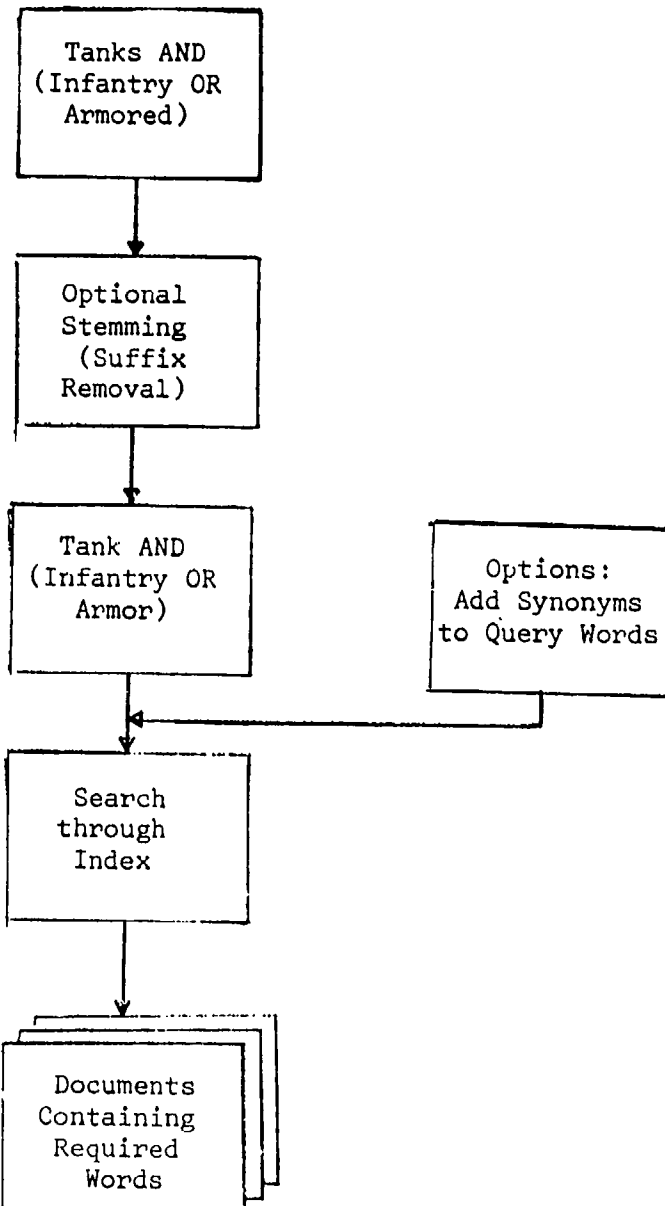 Tanks AND
(Infantry OR
Armored)
Optional
Stemming
(Suffix
Removal)
Tank AND
(Infantry OR
Armor)
Options:
Add Synonyms
to Query Words
Search
through
Index
Documents
Containing
Required
Words